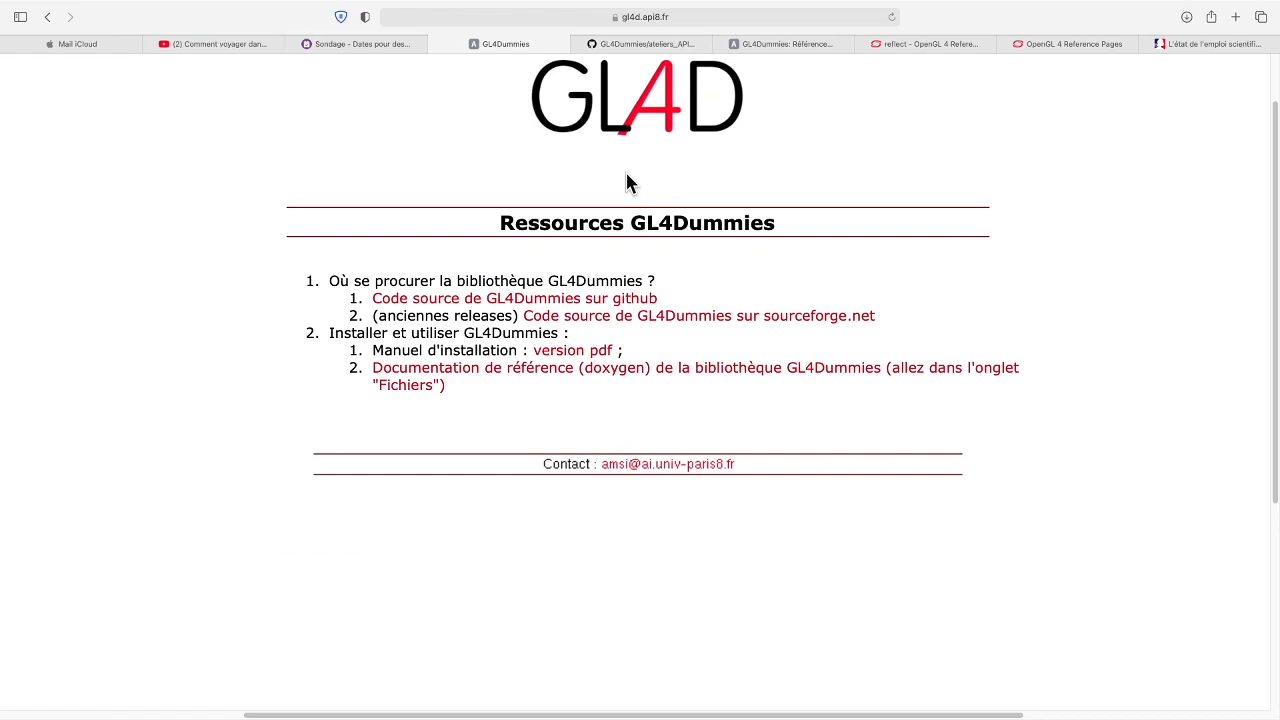 gl4d.api8.fr
Mail iCloud
(2) Comment voyager dan...
Sondage - Dates pour des...
GL4Dummies
GL4Dummies/ateliers_API...
GL4Dummies: Référence...
reflect - OpenGL 4 Refere...
OpenGL 4 Reference Pages
L'état de l'emploi scientifi...
GL4D
Ressources GL4Dummies
1. Où se procurer la bibliothèque GL4Dummies ?
1. Code source de GL4Dummies sur github
2. (anciennes releases) Code source de GL4Dummies sur sourceforge.net
2. Installer et utiliser GL4Dummies :
1. Manuel d'installation : version pdf ;
2. Documentation de référence (doxygen) de la bibliothèque GL4Dummies (allez dans l'onglet
"Fichiers")
Contact : amsi@ai.univ-paris8.fr